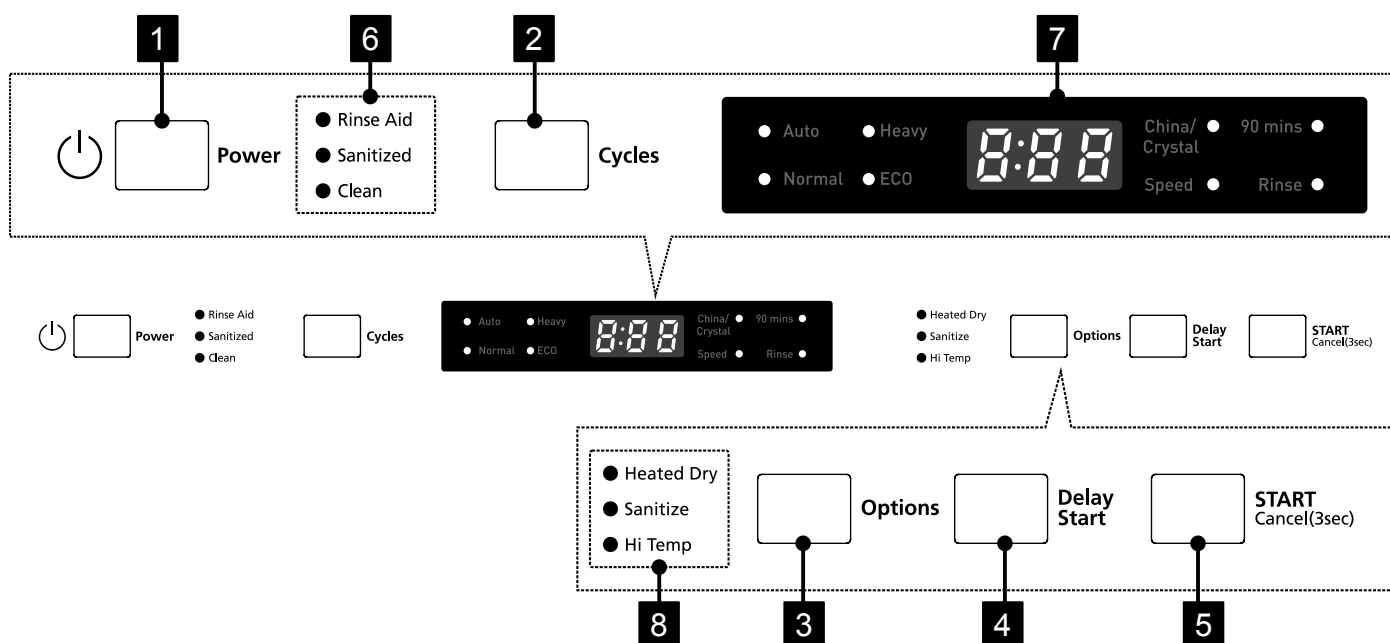 1 6 2 7
Rinse Aid
Power Sanitized Cycles
Clean
Auto Heavy 8:88 China/ 90 mins
Crystal
Normal ECO Speed Rinse
Rinse Aid
Power Sanitized Cycles
Clean
Auto Heavy 8:88 China/ 90 mins
Crystal
Normal ECO Speed Rinse
Heated Dry
Sanitize
Hi Temp
Options
Delay
Start
START
Cancel(3sec)
Heated Dry
Sanitize
Hi Temp
Options
Delay
Start
START
Cancel(3sec)
8 3 4 5